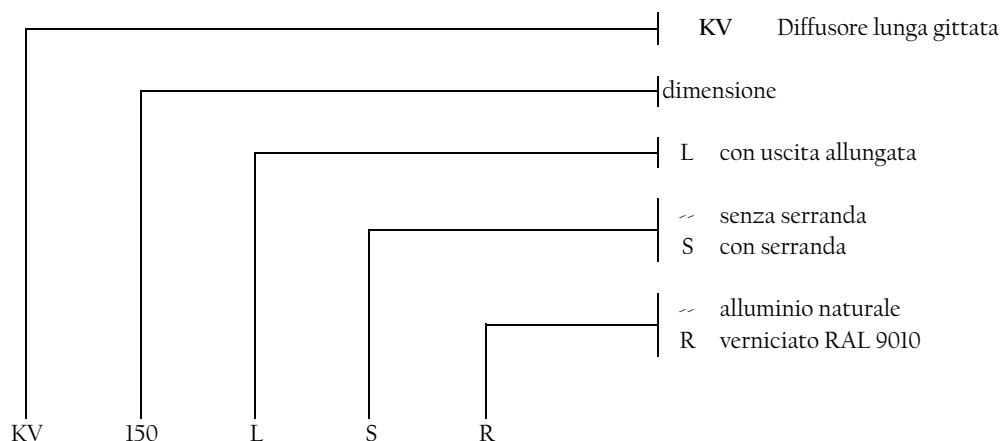 KV Diffusore lunga gittata
dimensione
L con uscita allungata
-- senza serranda
S con serranda
-- alluminio naturale
R verniciato RAL 9010
KV 150 L S R